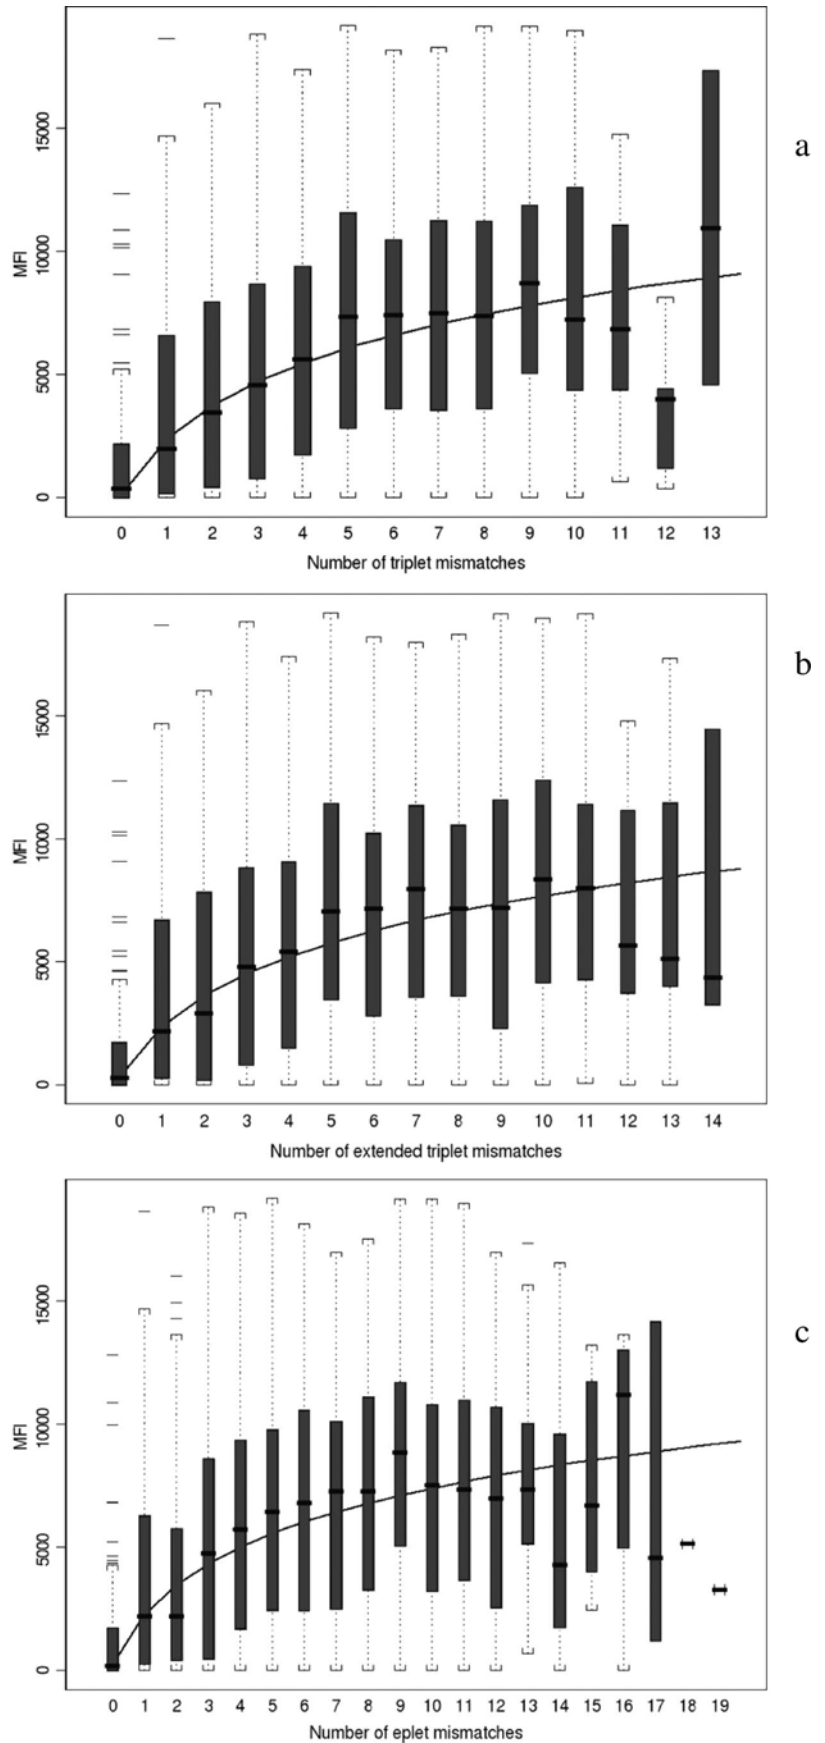 15000
10000
5000
0
MFI
0 1 2 3 4 5 6 7 8 9 10 11 12 13
Number of triplet mismatches
a
15000
10000
5000
0
MFI
0 1 2 3 4 5 6 7 8 9 10 11 12 13 14
Number of extended triplet mismatches
b
15000
10000
5000
0
MFI
0 1 2 3 4 5 6 7 8 9 10 11 12 13 14 15 16 17 18 19
Number of eplet mismatches
c